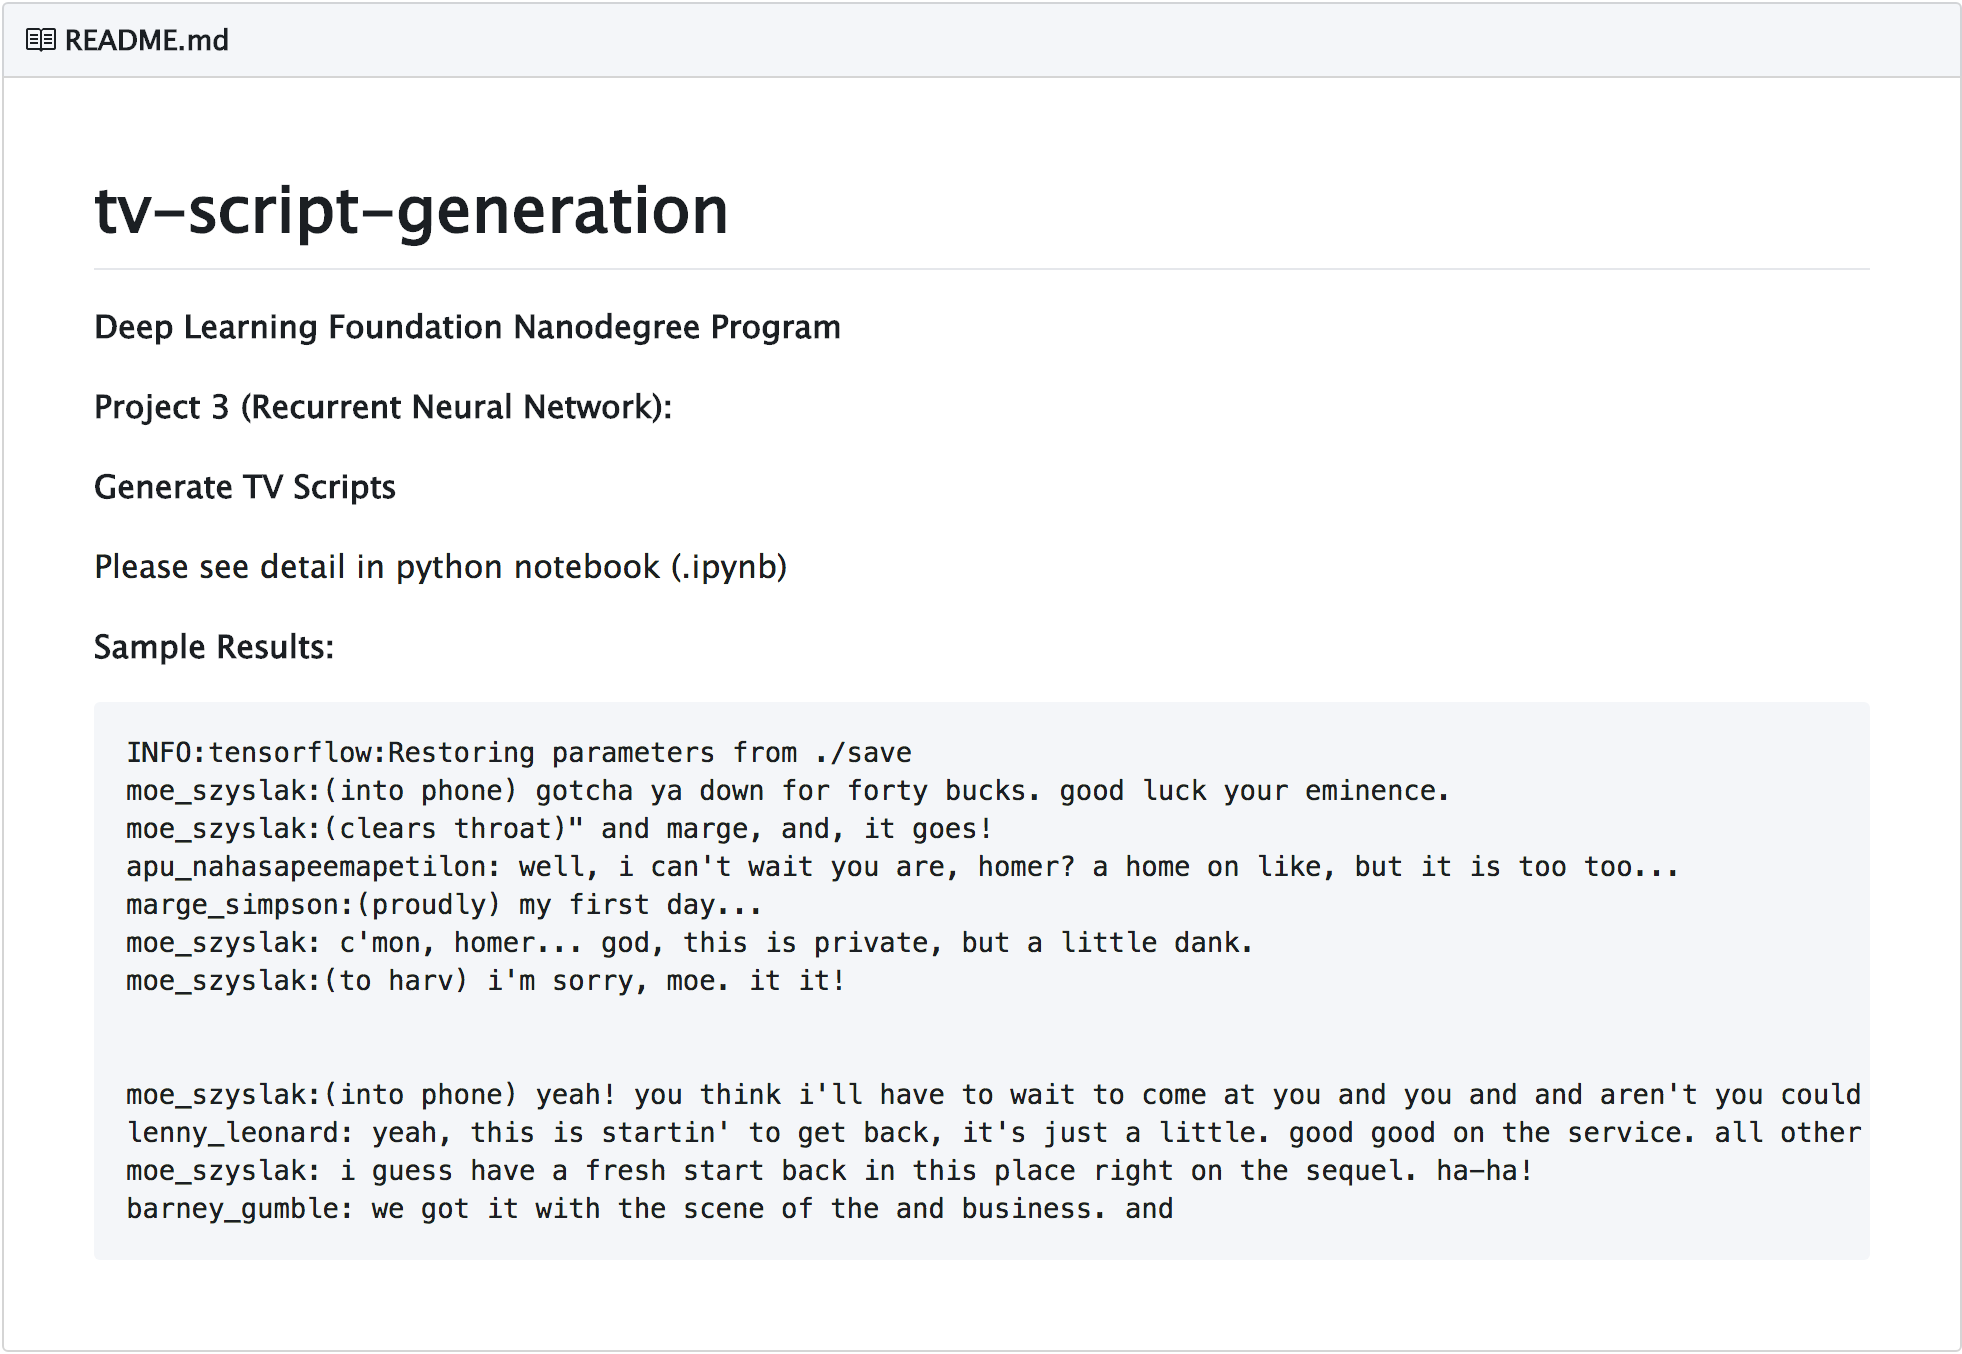 README.md
tv-script-generation
Deep Learning Foundation Nanodegree Program
Project 3 (Recurrent Neural Network):
Generate TV Scripts
Please see detail in python notebook (.ipynb)
Sample Results:
INFO:tensorflow:Restoring parameters from ./save
moe_szyslak:(into phone) gotcha ya down for forty bucks. good luck your eminence.
moe_szyslak:(clears throat)" and marge, and, it goes!
apu_nahasapeemapetilon: well, i can't wait you are, homer? a home on like, but it is too too...
marge_simpson:(proudly) my first day...
moe_szyslak: c'mon, homer... god, this is private, but a little dank.
moe_szyslak:(to harv) i'm sorry, moe. it it!
moe_szyslak:(into phone) yeah! you think i'll have to wait to come at you and you and and aren't you could
lenny_leonard: yeah, this is startin' to get back, it's just a little. good good on the service. all other
moe_szyslak: i guess have a fresh start back in this place right on the sequel. ha-ha!
barney_gumble: we got it with the scene of the and business. and